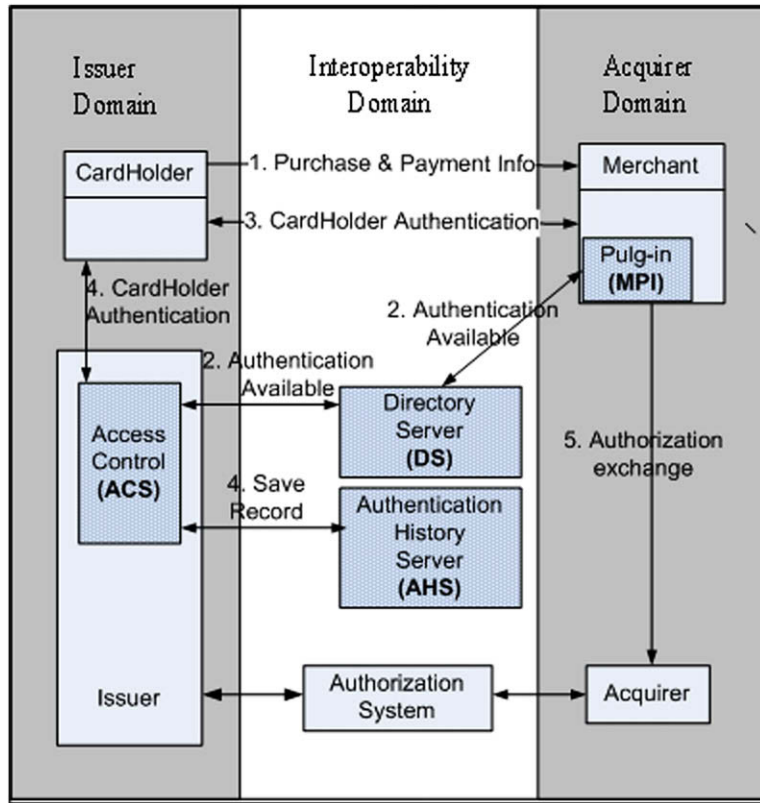 Issuer
Domain
Interoperability
Domain
Acquirer
Domain
CardHolder
1. Purchase & Payment Info
Merchant
3. CardHolder Authentication
Pulg-in
(MPI)
4. CardHolder
Authentication
2. Authentication
Available
2. Authentication
Available
Access
Control
(ACS)
Directory
Server
(DS)
5. Authorization
exchange
4. Save
Record
Authentication
History
Server
(AHS)
Issuer
Authorization
System
Acquirer